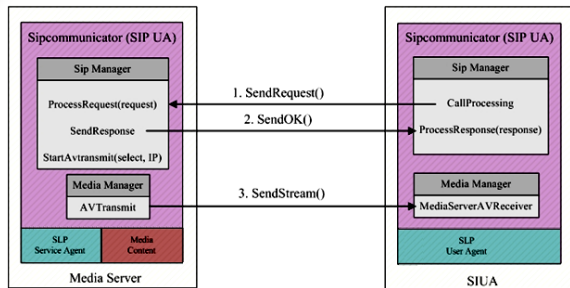 Sipcommunicator (SIP UA)
Sip Manager
ProcessRequest(request)
SendResponse
StartAvtransmit(select, IP)
Media Manager
AVTransmit
SLP
Service Agent
Media
Content
Media Server
1. SendRequest()
2. SendOK()
3. SendStream()
Sipcommunicator (SIP UA)
Sip Manager
CallProcessing
ProcessResponse(response)
Media Manager
MediaServerAVReceiver
SLP
User Agent
SIUA